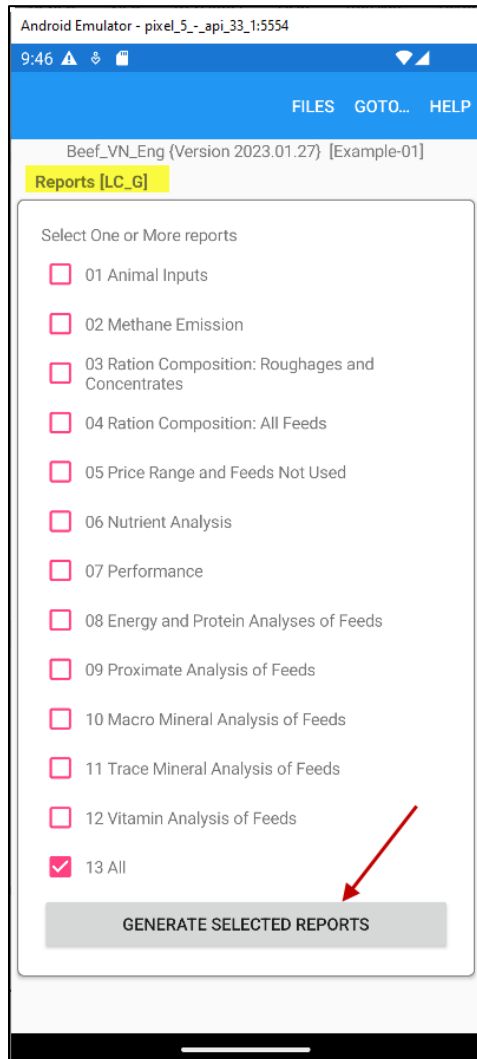 Android Emulator - pixel_5_-_api_33_1:5554
9:46
FILES GOTO... HELP
Beef_VN_Eng {Version 2023.01.27} [Example-01]
Reports [LC_G]
Select One or More reports
01 Animal Inputs
02 Methane Emission
03 Ration Composition: Roughages and
Concentrates
04 Ration Composition: All Feeds
05 Price Range and Feeds Not Used
06 Nutrient Analysis
07 Performance
08 Energy and Protein Analyses of Feeds
09 Proximate Analysis of Feeds
10 Macro Mineral Analysis of Feeds
11 Trace Mineral Analysis of Feeds
12 Vitamin Analysis of Feeds
13 All
GENERATE SELECTED REPORTS